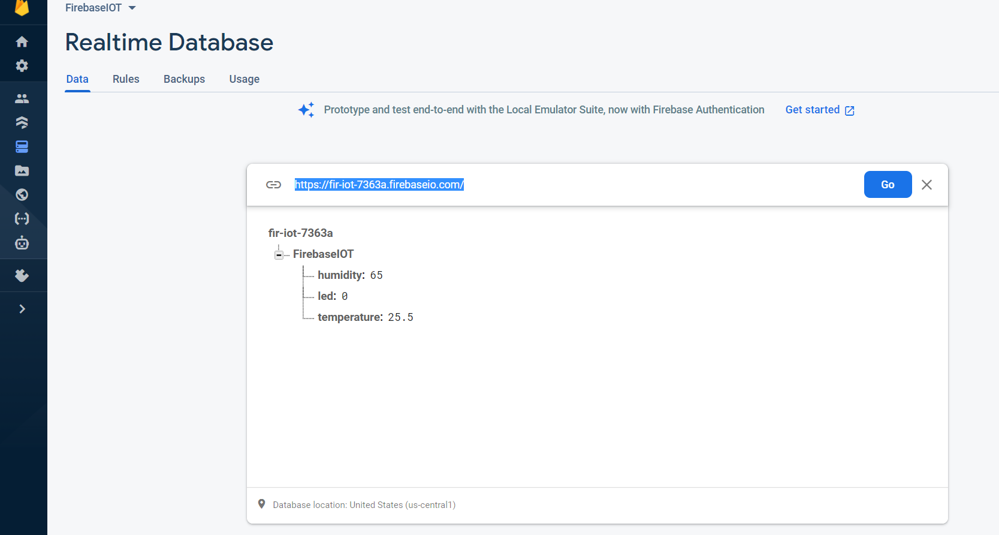 FirebaseIOT
Realtime Database
Data Rules Backups Usage
Prototype and test end-to-end with the Local Emulator Suite, now with Firebase Authentication Get started
https://fir-iot-7363a.firebaseio.com/ Go
fir-iot-7363a
FirebaseIOT
humidity: 65
led: 0
temperature: 25.5
Database location: United States (us-central1)